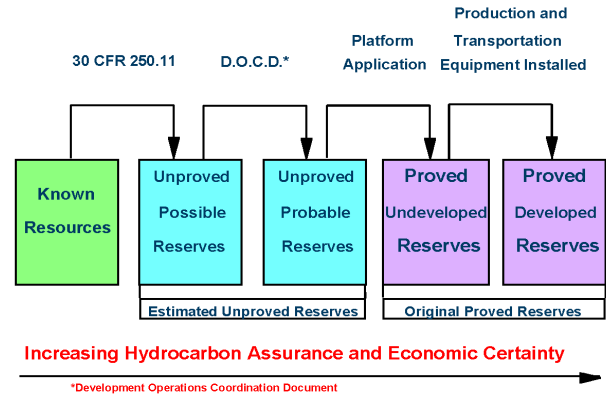 30 CFR 250.11
D.O.C.D.*
Platform
Application
Production and
Transportation
Equipment Installed
Known
Resources
Unproved
Possible
Reserves
Unproved
Probable
Reserves
Proved
Undeveloped
Reserves
Proved
Developed
Reserves
Estimated Unproved Reserves
Original Proved Reserves
Increasing Hydrocarbon Assurance and Economic Certainty
*Development Operations Coordination Document